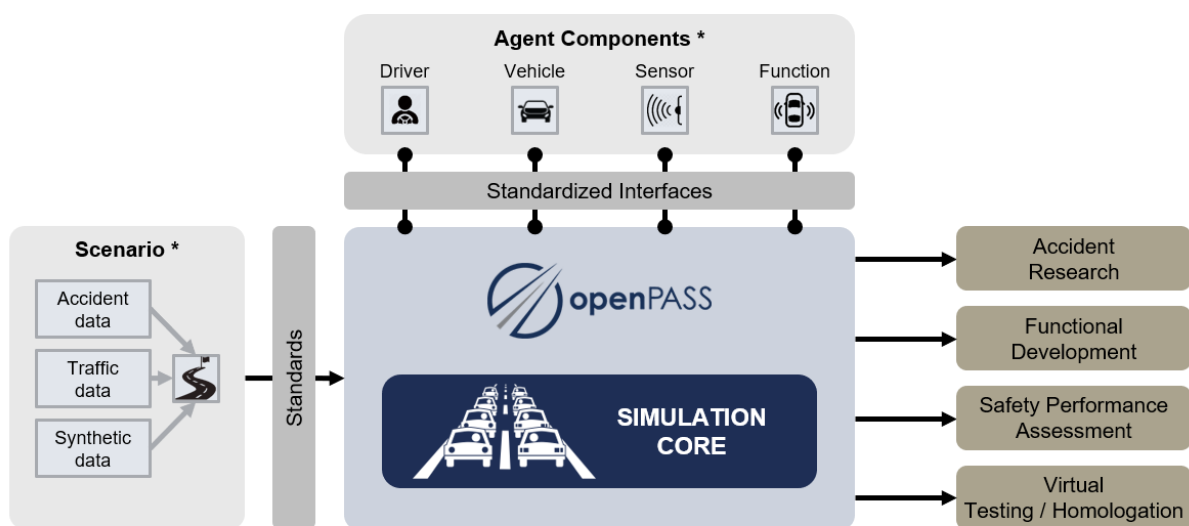 Agent Components *
Driver
Vehicle
Sensor
Function
Standardized Interfaces
Scenario *
Accident
data
Traffic
data
Synthetic
data
Standards
openPASS
SIMULATION
CORE
Accident
Research
Functional
Development
Safety Performance
Assessment
Virtual
Testing / Homologation